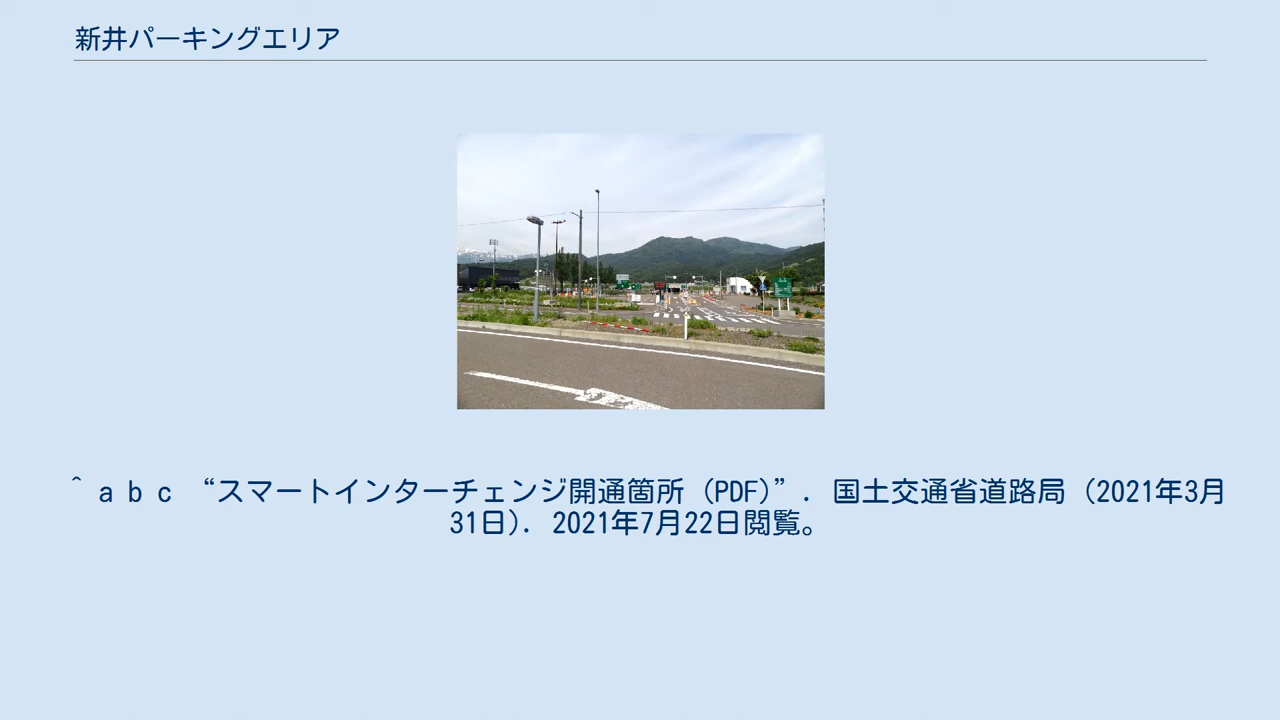 新井パーキングエリア
^ a b c “スマートインターチェンジ開通箇所 (PDF)”. 国土交通省道路局 (2021年3月
31日). 2021年7月22日閲覧。